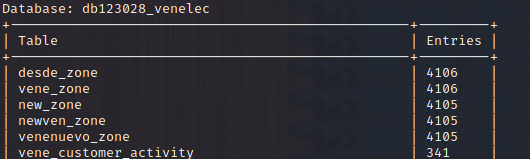 Database: db123028_venelec
+------------------------------------------------+---------+
| Table | Entries |
+------------------------------------------------+---------+
| desde_zone | 4106 |
| vene_zone | 4106 |
| new_zone | 4105 |
| newven_zone | 4105 |
| venenuevo_zone | 4105 |
| vene_customer_activity | 341 |